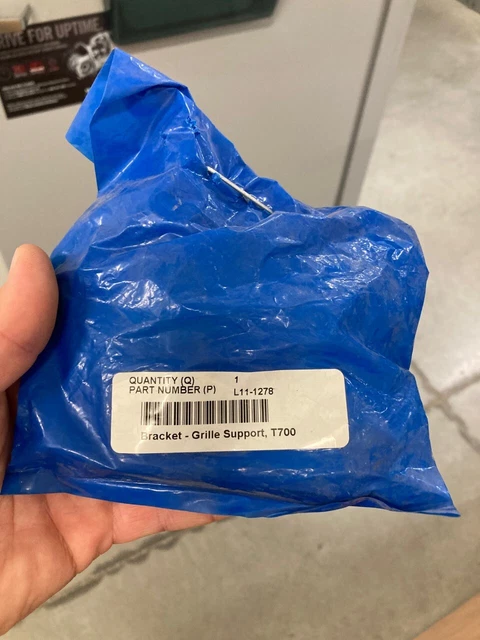 RIVE FOR UPTIME
QUANTITY (Q) 1
PART NUMBER (P) L11-1278
Bracket - Grille Support, T700